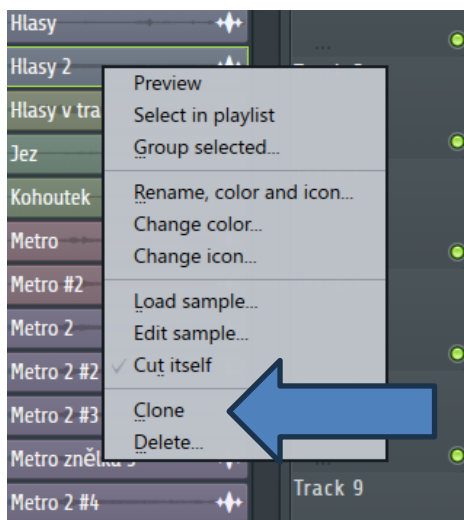 Hlasy
Hlasy 2
Preview
Hlasy v tra
Select in playlist
Jez
Group selected...
Kohoutek
Rename, color and icon...
Change color...
Metro
Change icon...
Metro #2
Load sample...
Metro 2
Edit sample...
Metro 2 #2
Cut itself
Metro 2 #3
Clone
Delete...
Metro znělka
Metro 2 #4
Track 9